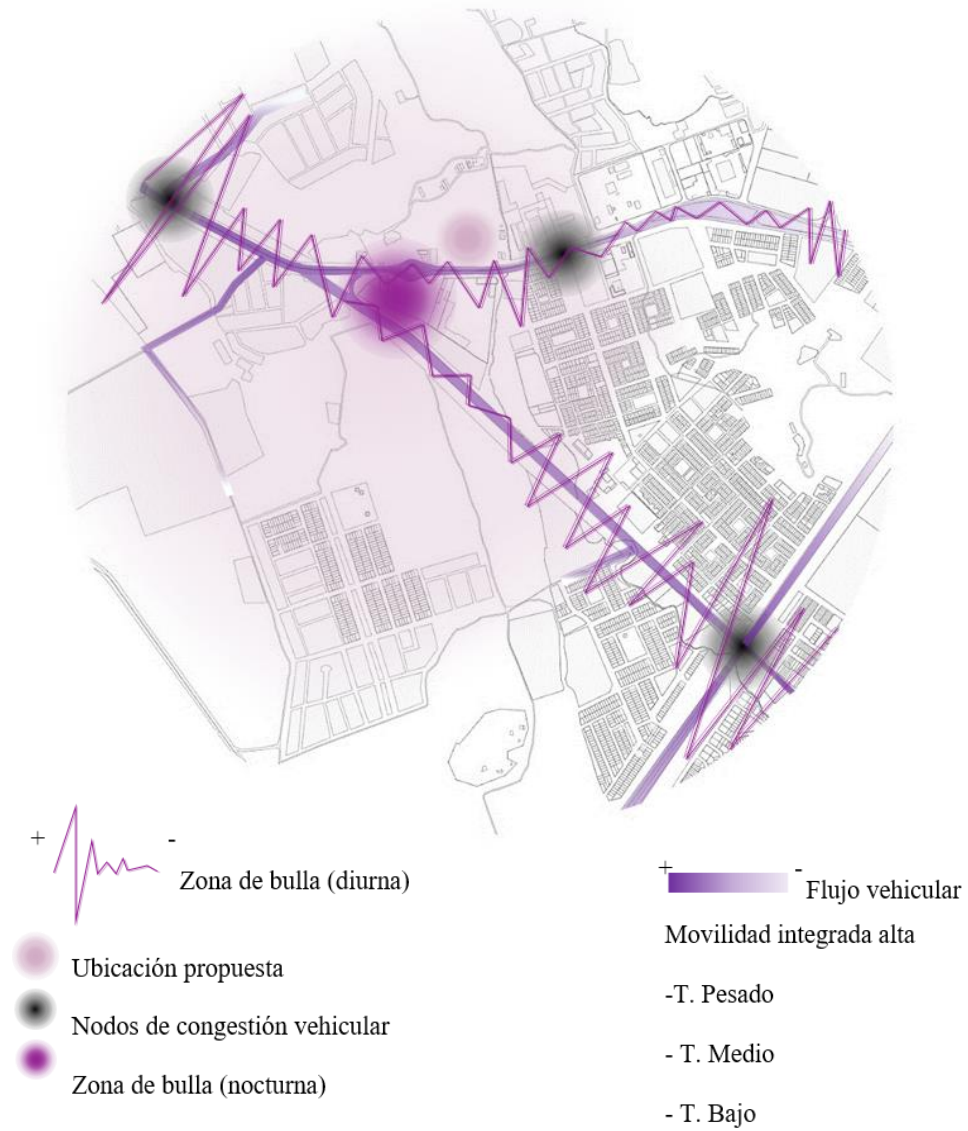 +
-
Zona de bulla (diurna)
Ubicación propuesta
Nodos de congestión vehicular
Zona de bulla (nocturna)
+
-
Flujo vehicular
Movilidad integrada alta
-T. Pesado
- T. Medio
- T. Bajo